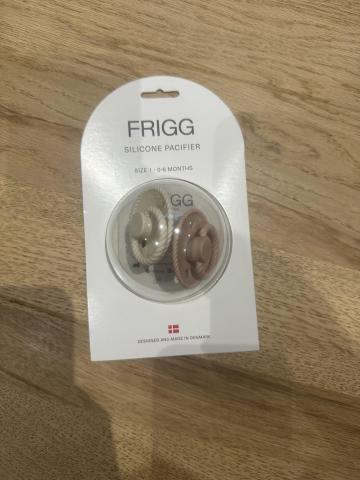 FRIGG
SILICONE PACIFIER
SIZE 1 · 0-6 MONTHS
GG
DESIGNED AND MADE IN DENMARK